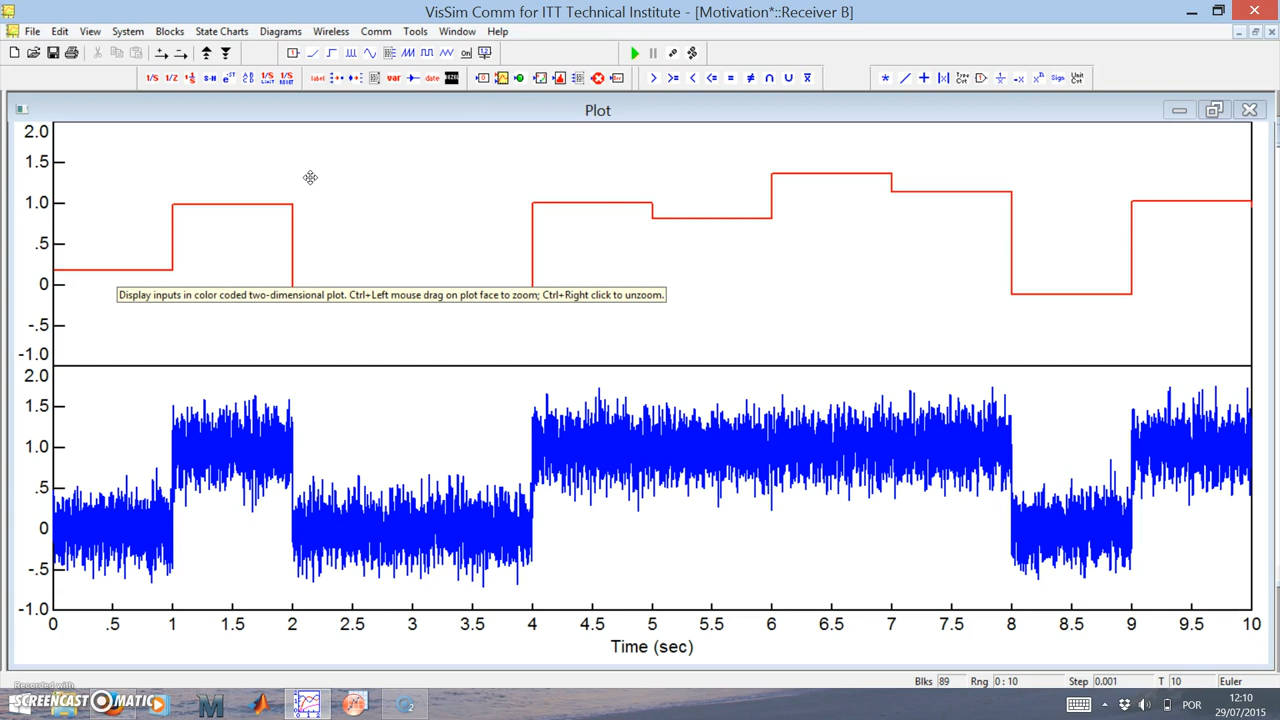 VisSim Comm for ITT Technical Institute - [Motivation*::Receiver B]
File Edit View System Blocks State Charts Diagrams Wireless Comm Tools Window Help
Plot
2.0
1.5
1.0
.5
0
-.5
-1.0
Display inputs in color coded two-dimensional plot. Ctrl+Left mouse drag on plot face to zoom; Ctrl+Right click to unzoom.
2.0
1.5
1.0
.5
0
-.5
-1.0
0 .5 1 1.5 2 2.5 3 3.5 4 4.5 5 5.5 6 6.5 7 7.5 8 8.5 9 9.5 10
Time (sec)
Blks 89 Rng 0 : 10 Step 0.001 T 10 Euler
Recorded with
SCREENCAST MATIC
POR
12:10
29/07/2015